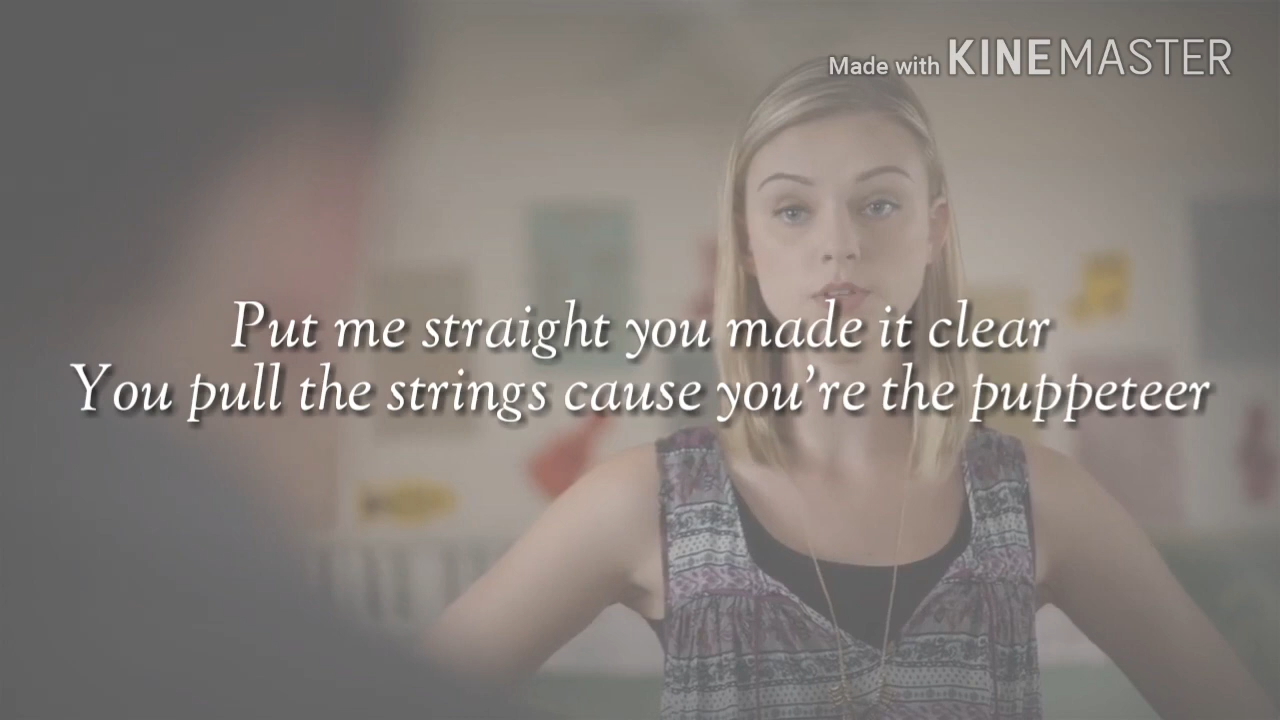 Made with KINEMASTER
Put me straight you made it clear
You pull the strings cause you’re the puppeteer